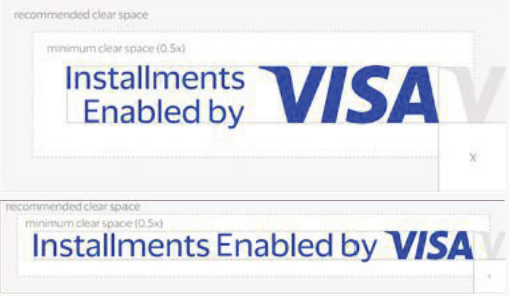 recommended clear space
minimum clear space (0.5x)
Installments
Enabled by
VISA
V
X
recommended clear space
minimum clear space (0.5x)
Installments Enabled by VISA
V